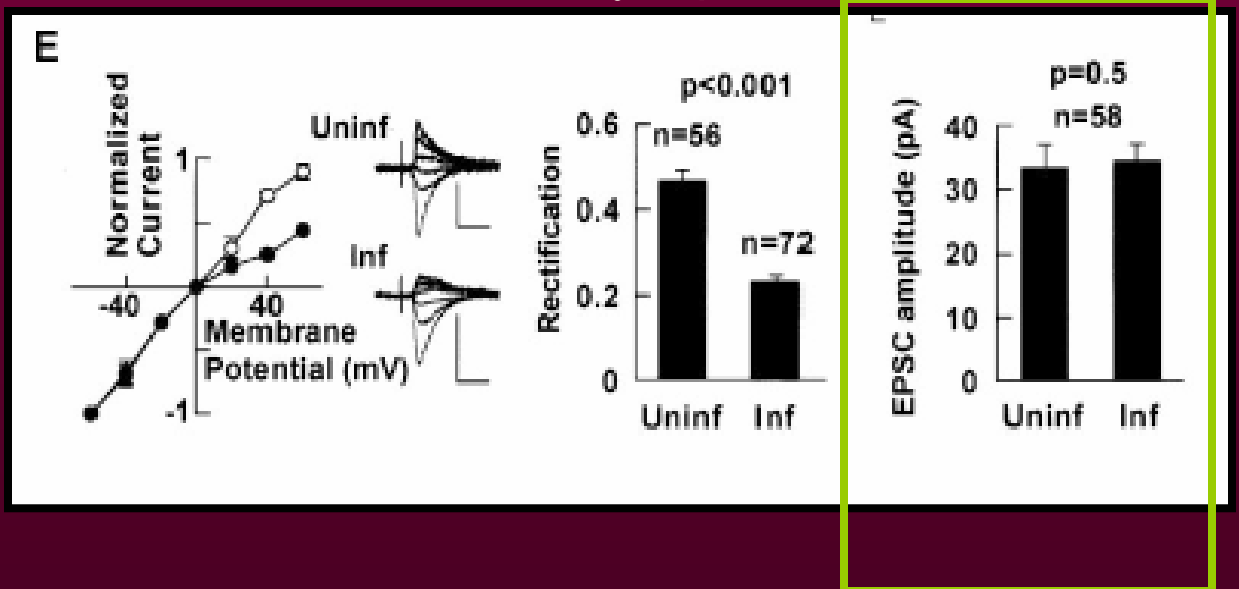 E
Normalized
Current
1
-40
40
-1
Membrane
Potential (mV)
Uninf
Inf
p<0.001
n=56
n=72
Rectification
0.6
0.4
0.2
0
Uninf Inf
p=0.5
n=58
EPSC amplitude (pA)
40
30
20
10
0
Uninf Inf